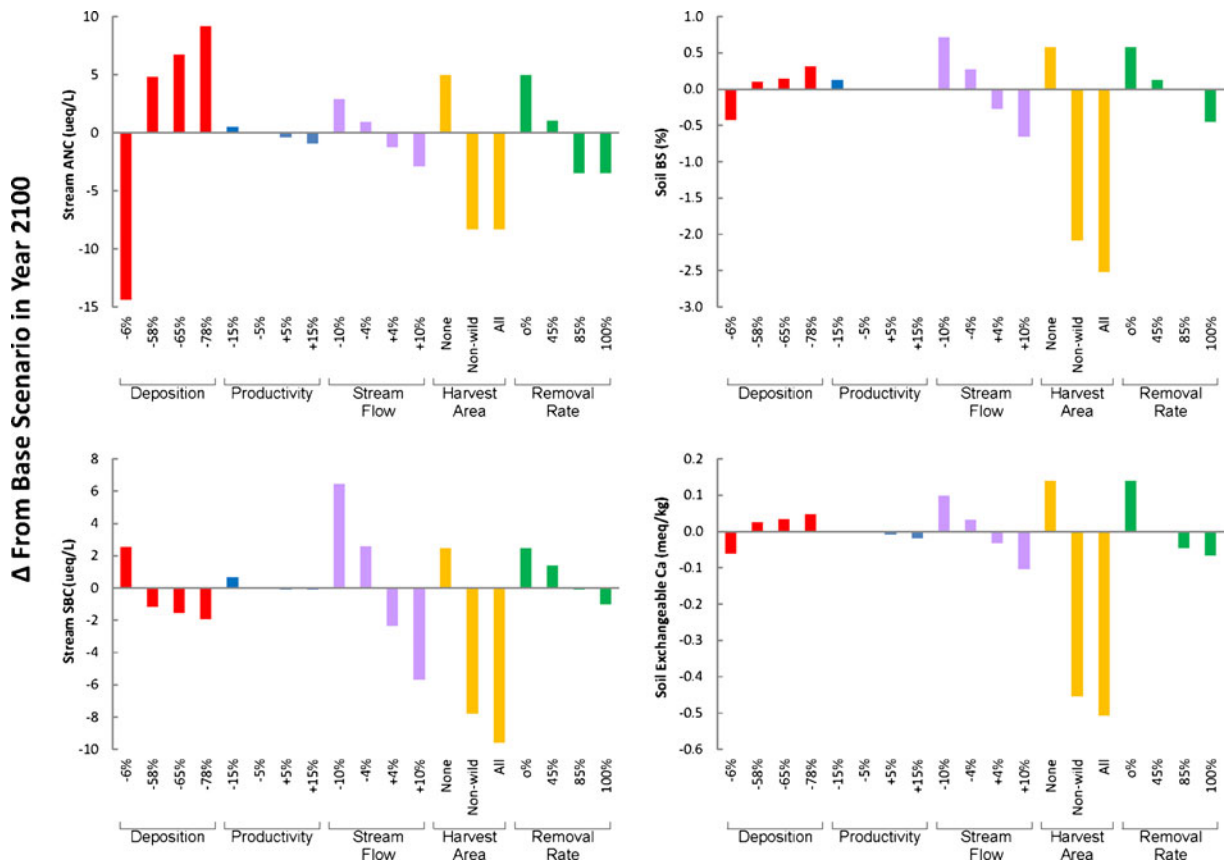 Δ From Base Scenario in Year 2100
Stream ANC (ueq/L)
10
5
0
-5
-10
-15
-6%
-58%
-65%
-78%
-15%
-5%
+5%
+15%
-10%
-4%
+4%
+10%
None
Non-wild
All
o%
45%
85%
100%
Deposition
Productivity
Stream
Flow
Harvest
Area
Removal
Rate
Soil BS (%)
1.0
0.5
0.0
-0.5
-1.0
-1.5
-2.0
-2.5
-3.0
-6%
-58%
-65%
-78%
-15%
-5%
+5%
+15%
-10%
-4%
+4%
+10%
None
Non-wild
All
o%
45%
85%
100%
Deposition
Productivity
Stream
Flow
Harvest
Area
Removal
Rate
Stream SBC(ueq/L)
8
6
4
2
0
-2
-4
-6
-8
-10
-6%
-58%
-65%
-78%
-15%
-5%
+5%
+15%
-10%
-4%
+4%
+10%
None
Non-wild
All
o%
45%
85%
100%
Deposition
Productivity
Stream
Flow
Harvest
Area
Removal
Rate
Soil Exchangeable Ca (meq/kg)
0.2
0.1
0.0
-0.1
-0.2
-0.3
-0.4
-0.5
-0.6
-6%
-58%
-65%
-78%
-15%
-5%
+5%
+15%
-10%
-4%
+4%
+10%
None
Non-wild
All
o%
45%
85%
100%
Deposition
Productivity
Stream
Flow
Harvest
Area
Removal
Rate